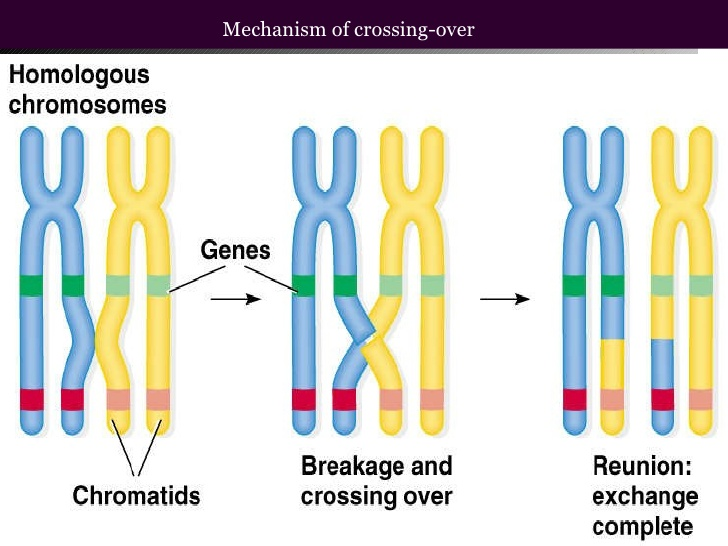 Mechanism of crossing-over
Homologous
chromosomes
Genes
Chromatids
Breakage and
crossing over
Reunion:
exchange
complete